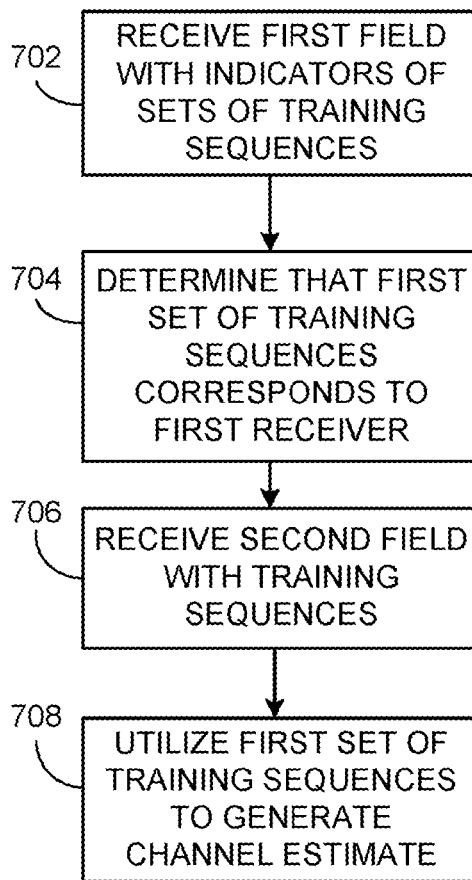 702
RECEIVE FIRST FIELD
WITH INDICATORS OF
SETS OF TRAINING
SEQUENCES
704
DETERMINE THAT FIRST
SET OF TRAINING
SEQUENCES
CORRESPONDS TO
FIRST RECEIVER
706
RECEIVE SECOND FIELD
WITH TRAINING
SEQUENCES
708
UTILIZE FIRST SET OF
TRAINING SEQUENCES
TO GENERATE
CHANNEL ESTIMATE